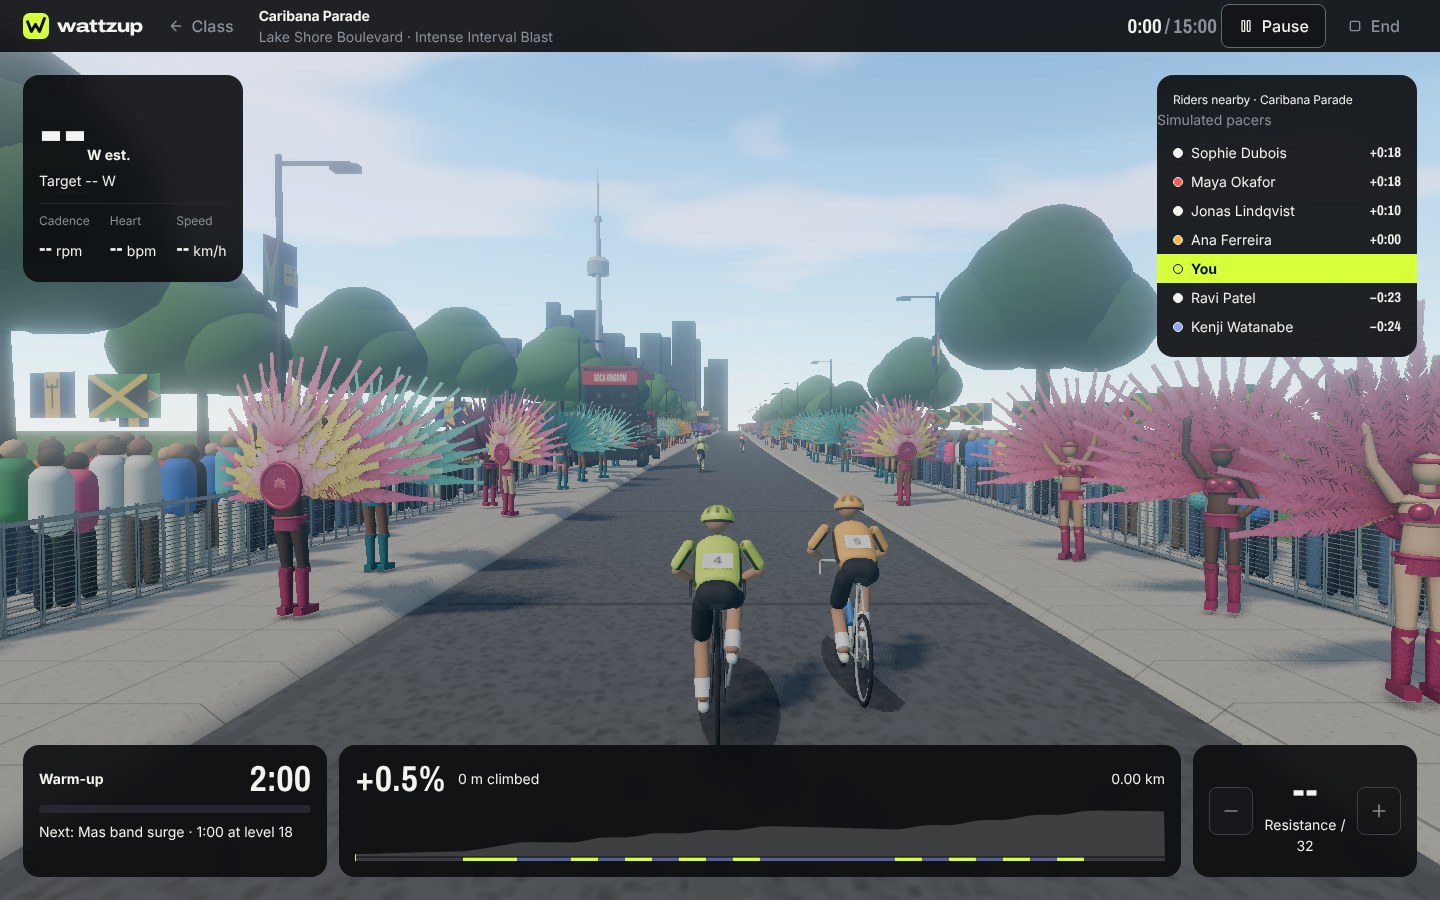 wattzup
Class
Caribana Parade
Lake Shore Boulevard · Intense Interval Blast
0:00 / 15:00
Pause
End
-- W est.
Target -- W
Cadence Heart Speed
-- rpm -- bpm -- km/h
Riders nearby · Caribana Parade
Simulated pacers
Sophie Dubois +0:18
Maya Okafor +0:18
Jonas Lindqvist +0:10
Ana Ferreira +0:00
You
Ravi Patel −0:23
Kenji Watanabe −0:24
SOCA KINGDOM
4
5
Warm-up 2:00
Next: Mas band surge · 1:00 at level 18
+0.5% 0 m climbed 0.00 km
--
Resistance /
32